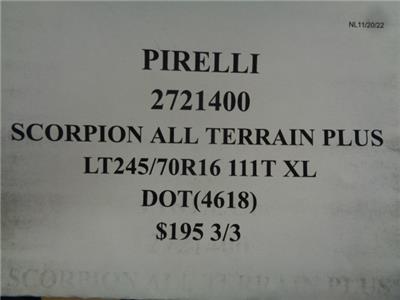 NL11/20/22
PIRELLI
2721400
SCORPION ALL TERRAIN PLUS
LT245/70R16 111T XL
DOT(4618)
$195 3/3
SCORPION ALL TERRAIN PLUS